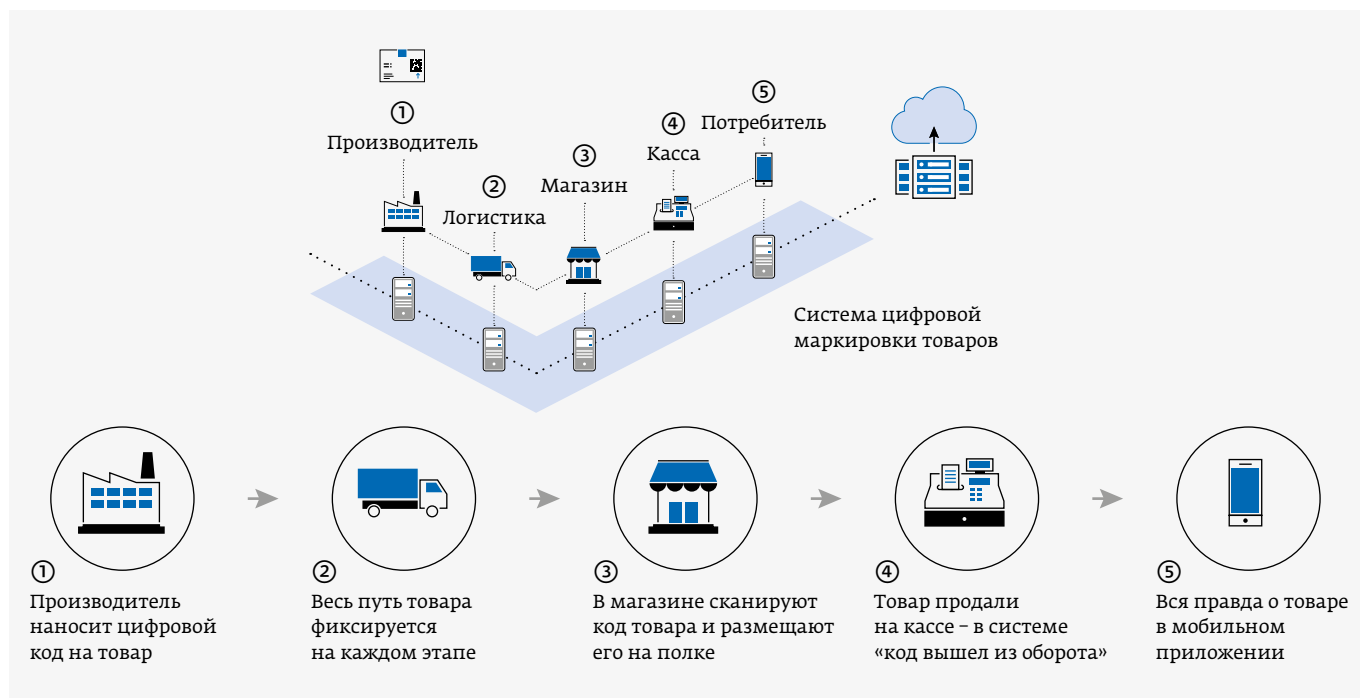 ①
Производитель
②
Логистика
③
Магазин
④
Касса
⑤
Потребитель
Система цифровой
маркировки товаров
①
Производитель
наносит цифровой
код на товар
②
Весь путь товара
фиксируется
на каждом этапе
③
В магазине сканируют
код товара и размещают
его на полке
④
Товар продали
на кассе – в системе
«код вышел из оборота»
⑤
Вся правда о товаре
в мобильном
приложении